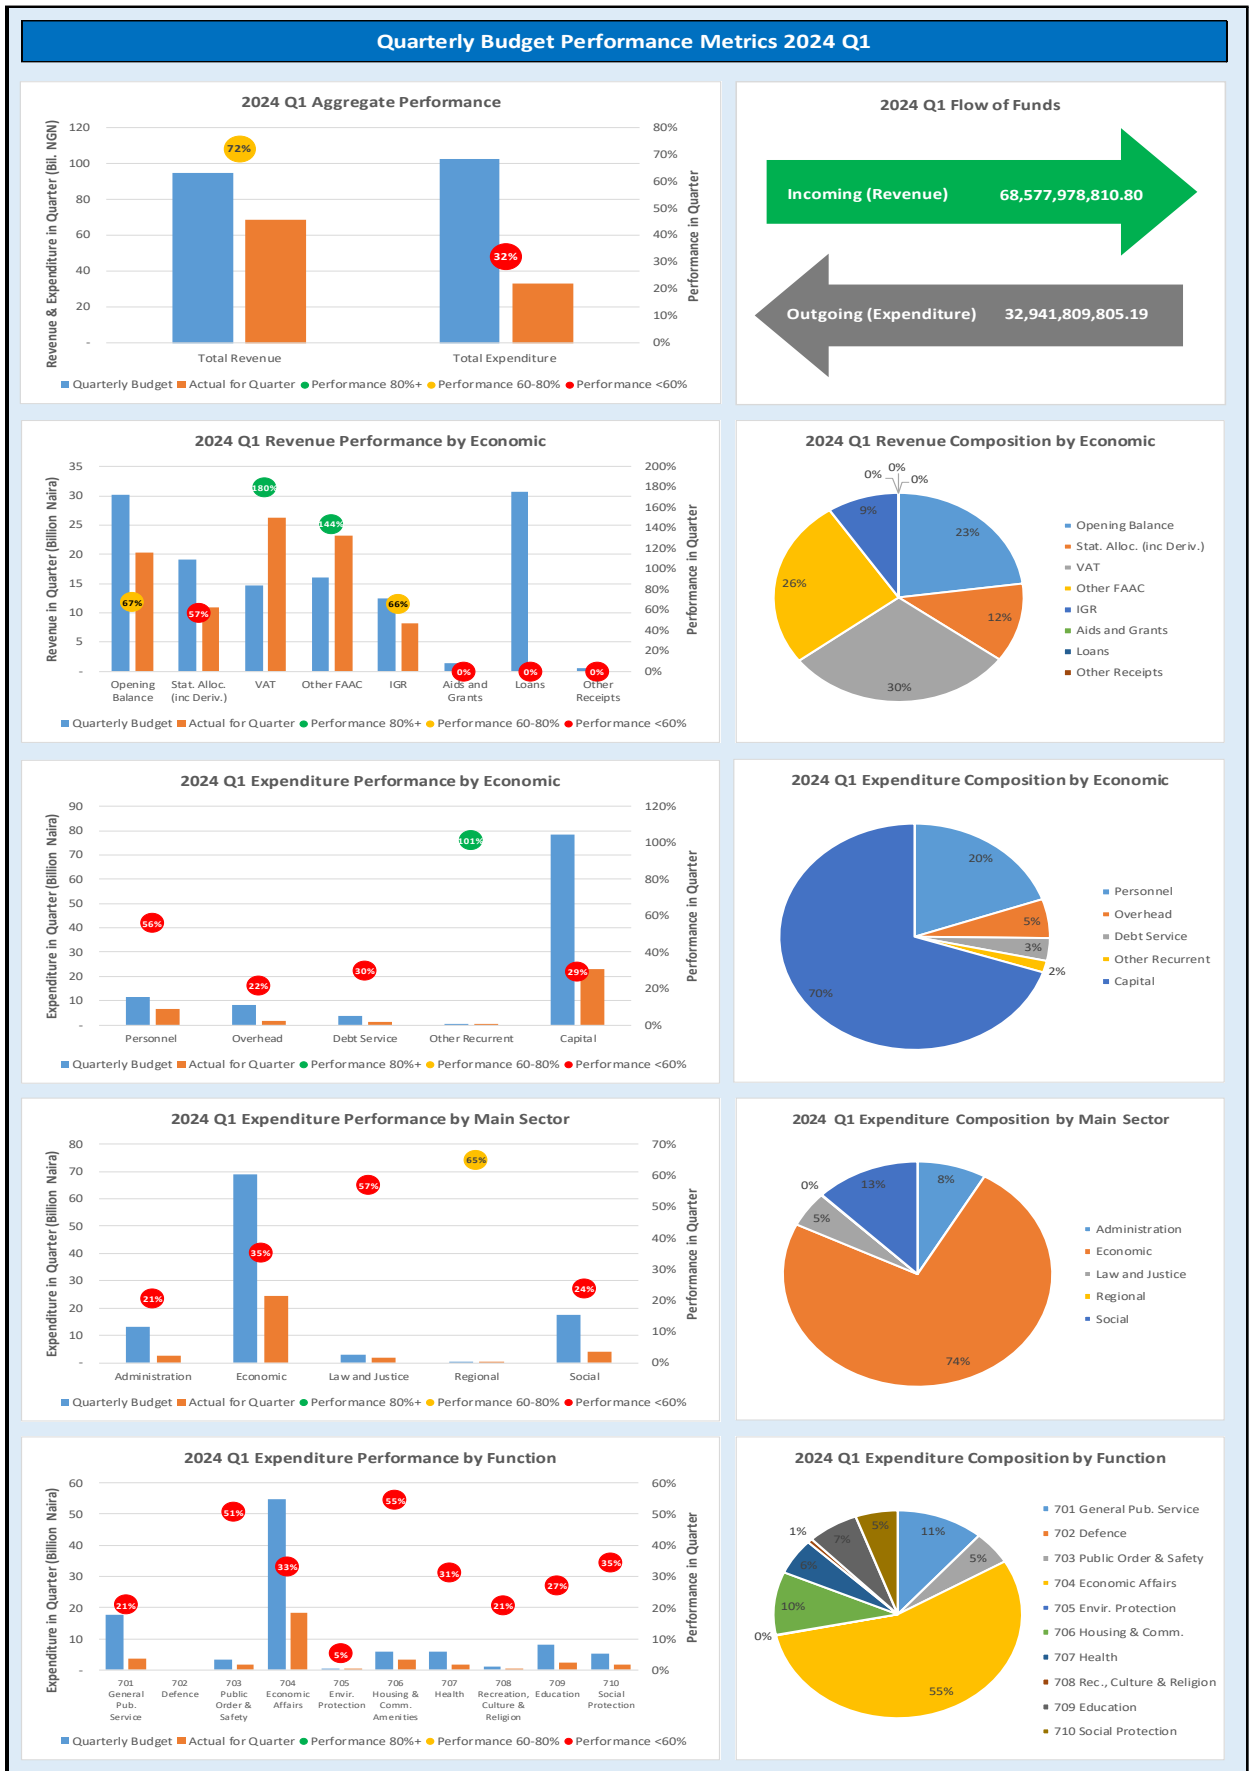 Quarterly Budget Performance Metrics 2024 Q1
2024 Q1 Aggregate Performance
Revenue & Expenditure in Quarter (Bil. NGN)
120
100
80
60
40
20
-
80%
70%
60%
50%
40%
30%
20%
10%
0%
Performance in Quarter
72%
32%
Total Revenue
Total Expenditure
Quarterly Budget Actual for Quarter Performance 80%+ Performance 60-80% Performance <60%
2024 Q1 Flow of Funds
Incoming (Revenue) 68,577,978,810.80
Outgoing (Expenditure) 32,941,809,805.19
2024 Q1 Revenue Performance by Economic
Revenue in Quarter (Billion Naira)
35
30
25
20
15
10
5
-
200%
180%
160%
140%
120%
100%
80%
60%
40%
20%
0%
Performance in Quarter
67%
57%
180%
144%
66%
0%
0%
0%
Opening
Balance
Stat. Alloc.
(inc Deriv.)
VAT
Other FAAC
IGR
Aids and
Grants
Loans
Other
Receipts
Quarterly Budget Actual for Quarter Performance 80%+ Performance 60-80% Performance <60%
2024 Q1 Revenue Composition by Economic
0%
0%
0%
9%
23%
26%
12%
30%
Opening Balance
Stat. Alloc. (inc Deriv.)
VAT
Other FAAC
IGR
Aids and Grants
Loans
Other Receipts
2024 Q1 Expenditure Performance by Economic
Expenditure in Quarter (Billion Naira)
90
80
70
60
50
40
30
20
10
-
120%
100%
80%
60%
40%
20%
0%
Performance in Quarter
56%
22%
30%
101%
29%
Personnel
Overhead
Debt Service
Other Recurrent
Capital
Quarterly Budget Actual for Quarter Performance 80%+ Performance 60-80% Performance <60%
2024 Q1 Expenditure Composition by Economic
20%
5%
3%
2%
70%
Personnel
Overhead
Debt Service
Other Recurrent
Capital
2024 Q1 Expenditure Performance by Main Sector
Expenditure in Quarter (Billion Naira)
80
70
60
50
40
30
20
10
-
70%
60%
50%
40%
30%
20%
10%
0%
Performance in Quarter
21%
35%
57%
65%
24%
Administration
Economic
Law and Justice
Regional
Social
Quarterly Budget Actual for Quarter Performance 80%+ Performance 60-80% Performance <60%
2024 Q1 Expenditure Composition by Main Sector
0%
13%
8%
5%
74%
Administration
Economic
Law and Justice
Regional
Social
2024 Q1 Expenditure Performance by Function
Expenditure in Quarter (Billion Naira)
60
50
40
30
20
10
-
60%
50%
40%
30%
20%
10%
0%
Performance in Quarter
21%
51%
33%
5%
55%
31%
21%
27%
35%
701
General
Pub.
Service
702
Defence
703
Public
Order &
Safety
704
Economic
Affairs
705
Envir.
Protection
706
Housing &
Comm.
Amenities
707
Health
708
Recreation,
Culture &
Religion
709
Education
710
Social
Protection
Quarterly Budget Actual for Quarter Performance 80%+ Performance 60-80% Performance <60%
2024 Q1 Expenditure Composition by Function
1%
7%
5%
11%
5%
6%
10%
0%
55%
701 General Pub. Service
702 Defence
703 Public Order & Safety
704 Economic Affairs
705 Envir. Protection
706 Housing & Comm.
707 Health
708 Rec., Culture & Religion
709 Education
710 Social Protection